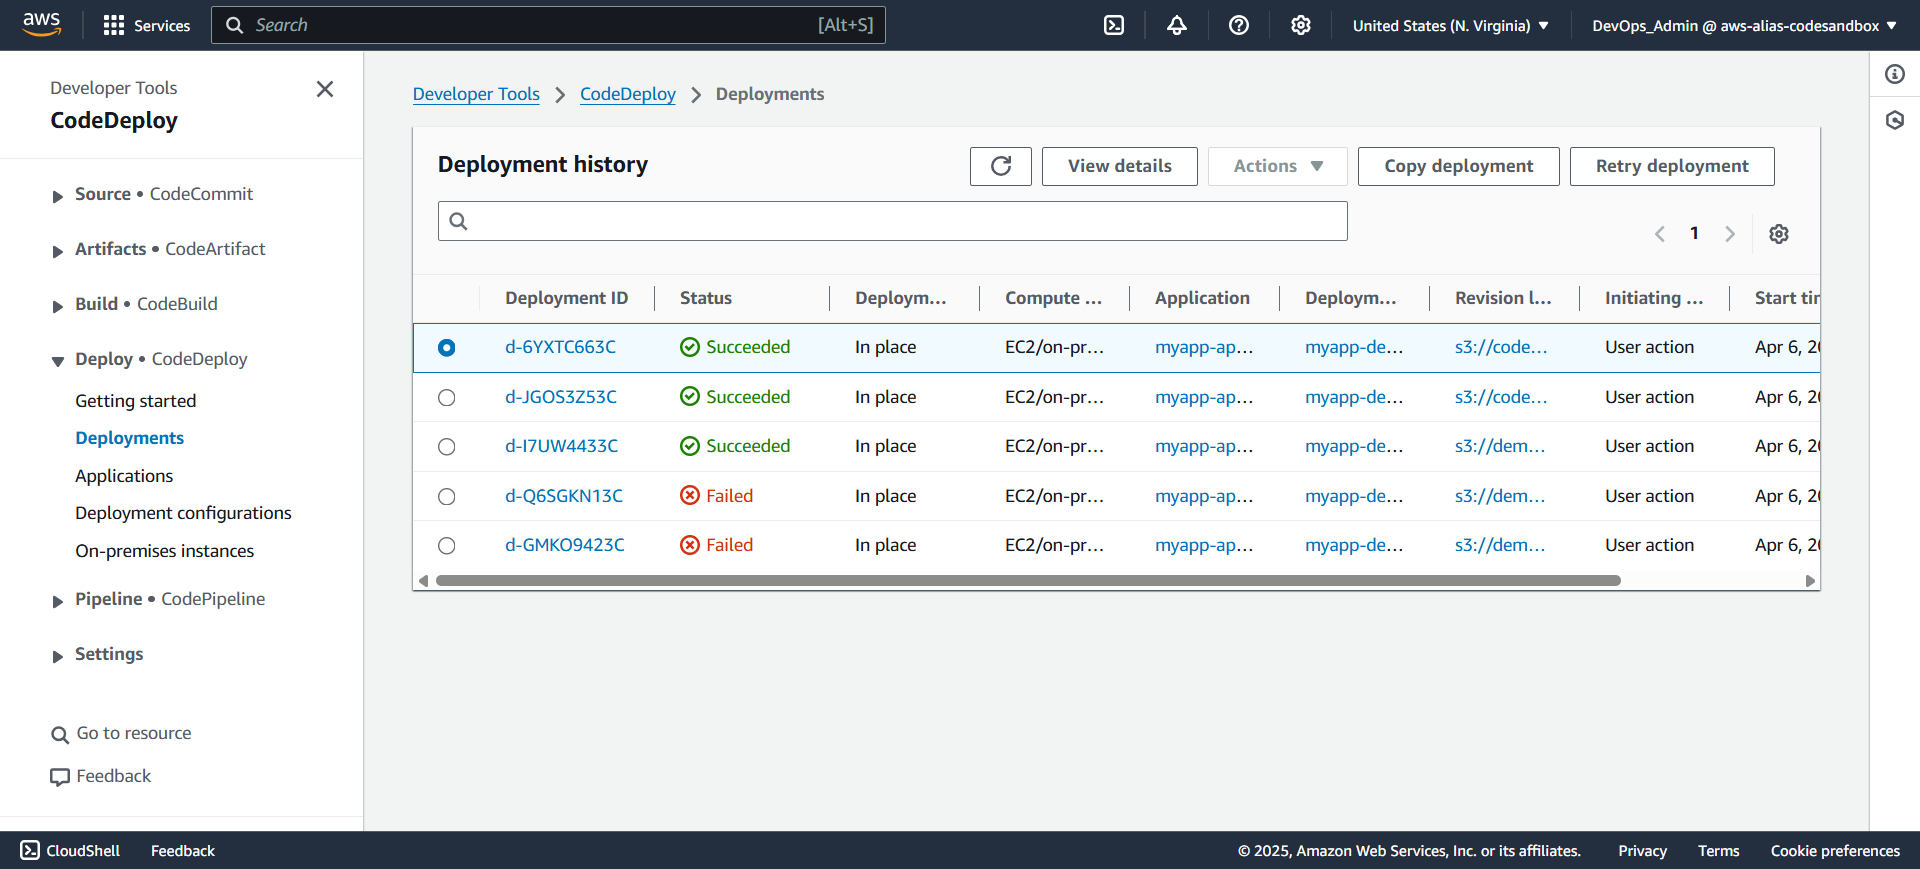 aws
Services
Search
[Alt+S]
United States (N. Virginia)
DevOps_Admin @ aws-alias-codesandbox
Developer Tools
CodeDeploy
Source • CodeCommit
Artifacts • CodeArtifact
Build • CodeBuild
Deploy • CodeDeploy
Getting started
Deployments
Applications
Deployment configurations
On-premises instances
Pipeline • CodePipeline
Settings
Go to resource
Feedback
Developer Tools > CodeDeploy > Deployments
Deployment history
View details
Actions
Copy deployment
Retry deployment
1
Deployment ID Status Deploym... Compute ... Application Deploym... Revision l... Initiating ... Start tir
d-6YXTC663C Succeeded In place EC2/on-pr... myapp-ap... myapp-de... s3://code... User action Apr 6, 20
d-JGOS3Z53C Succeeded In place EC2/on-pr... myapp-ap... myapp-de... s3://code... User action Apr 6, 20
d-I7UW4433C Succeeded In place EC2/on-pr... myapp-ap... myapp-de... s3://dem... User action Apr 6, 20
d-Q6SGKN13C Failed In place EC2/on-pr... myapp-ap... myapp-de... s3://dem... User action Apr 6, 20
d-GMKO9423C Failed In place EC2/on-pr... myapp-ap... myapp-de... s3://dem... User action Apr 6, 20
CloudShell
Feedback
© 2025, Amazon Web Services, Inc. or its affiliates.
Privacy
Terms
Cookie preferences